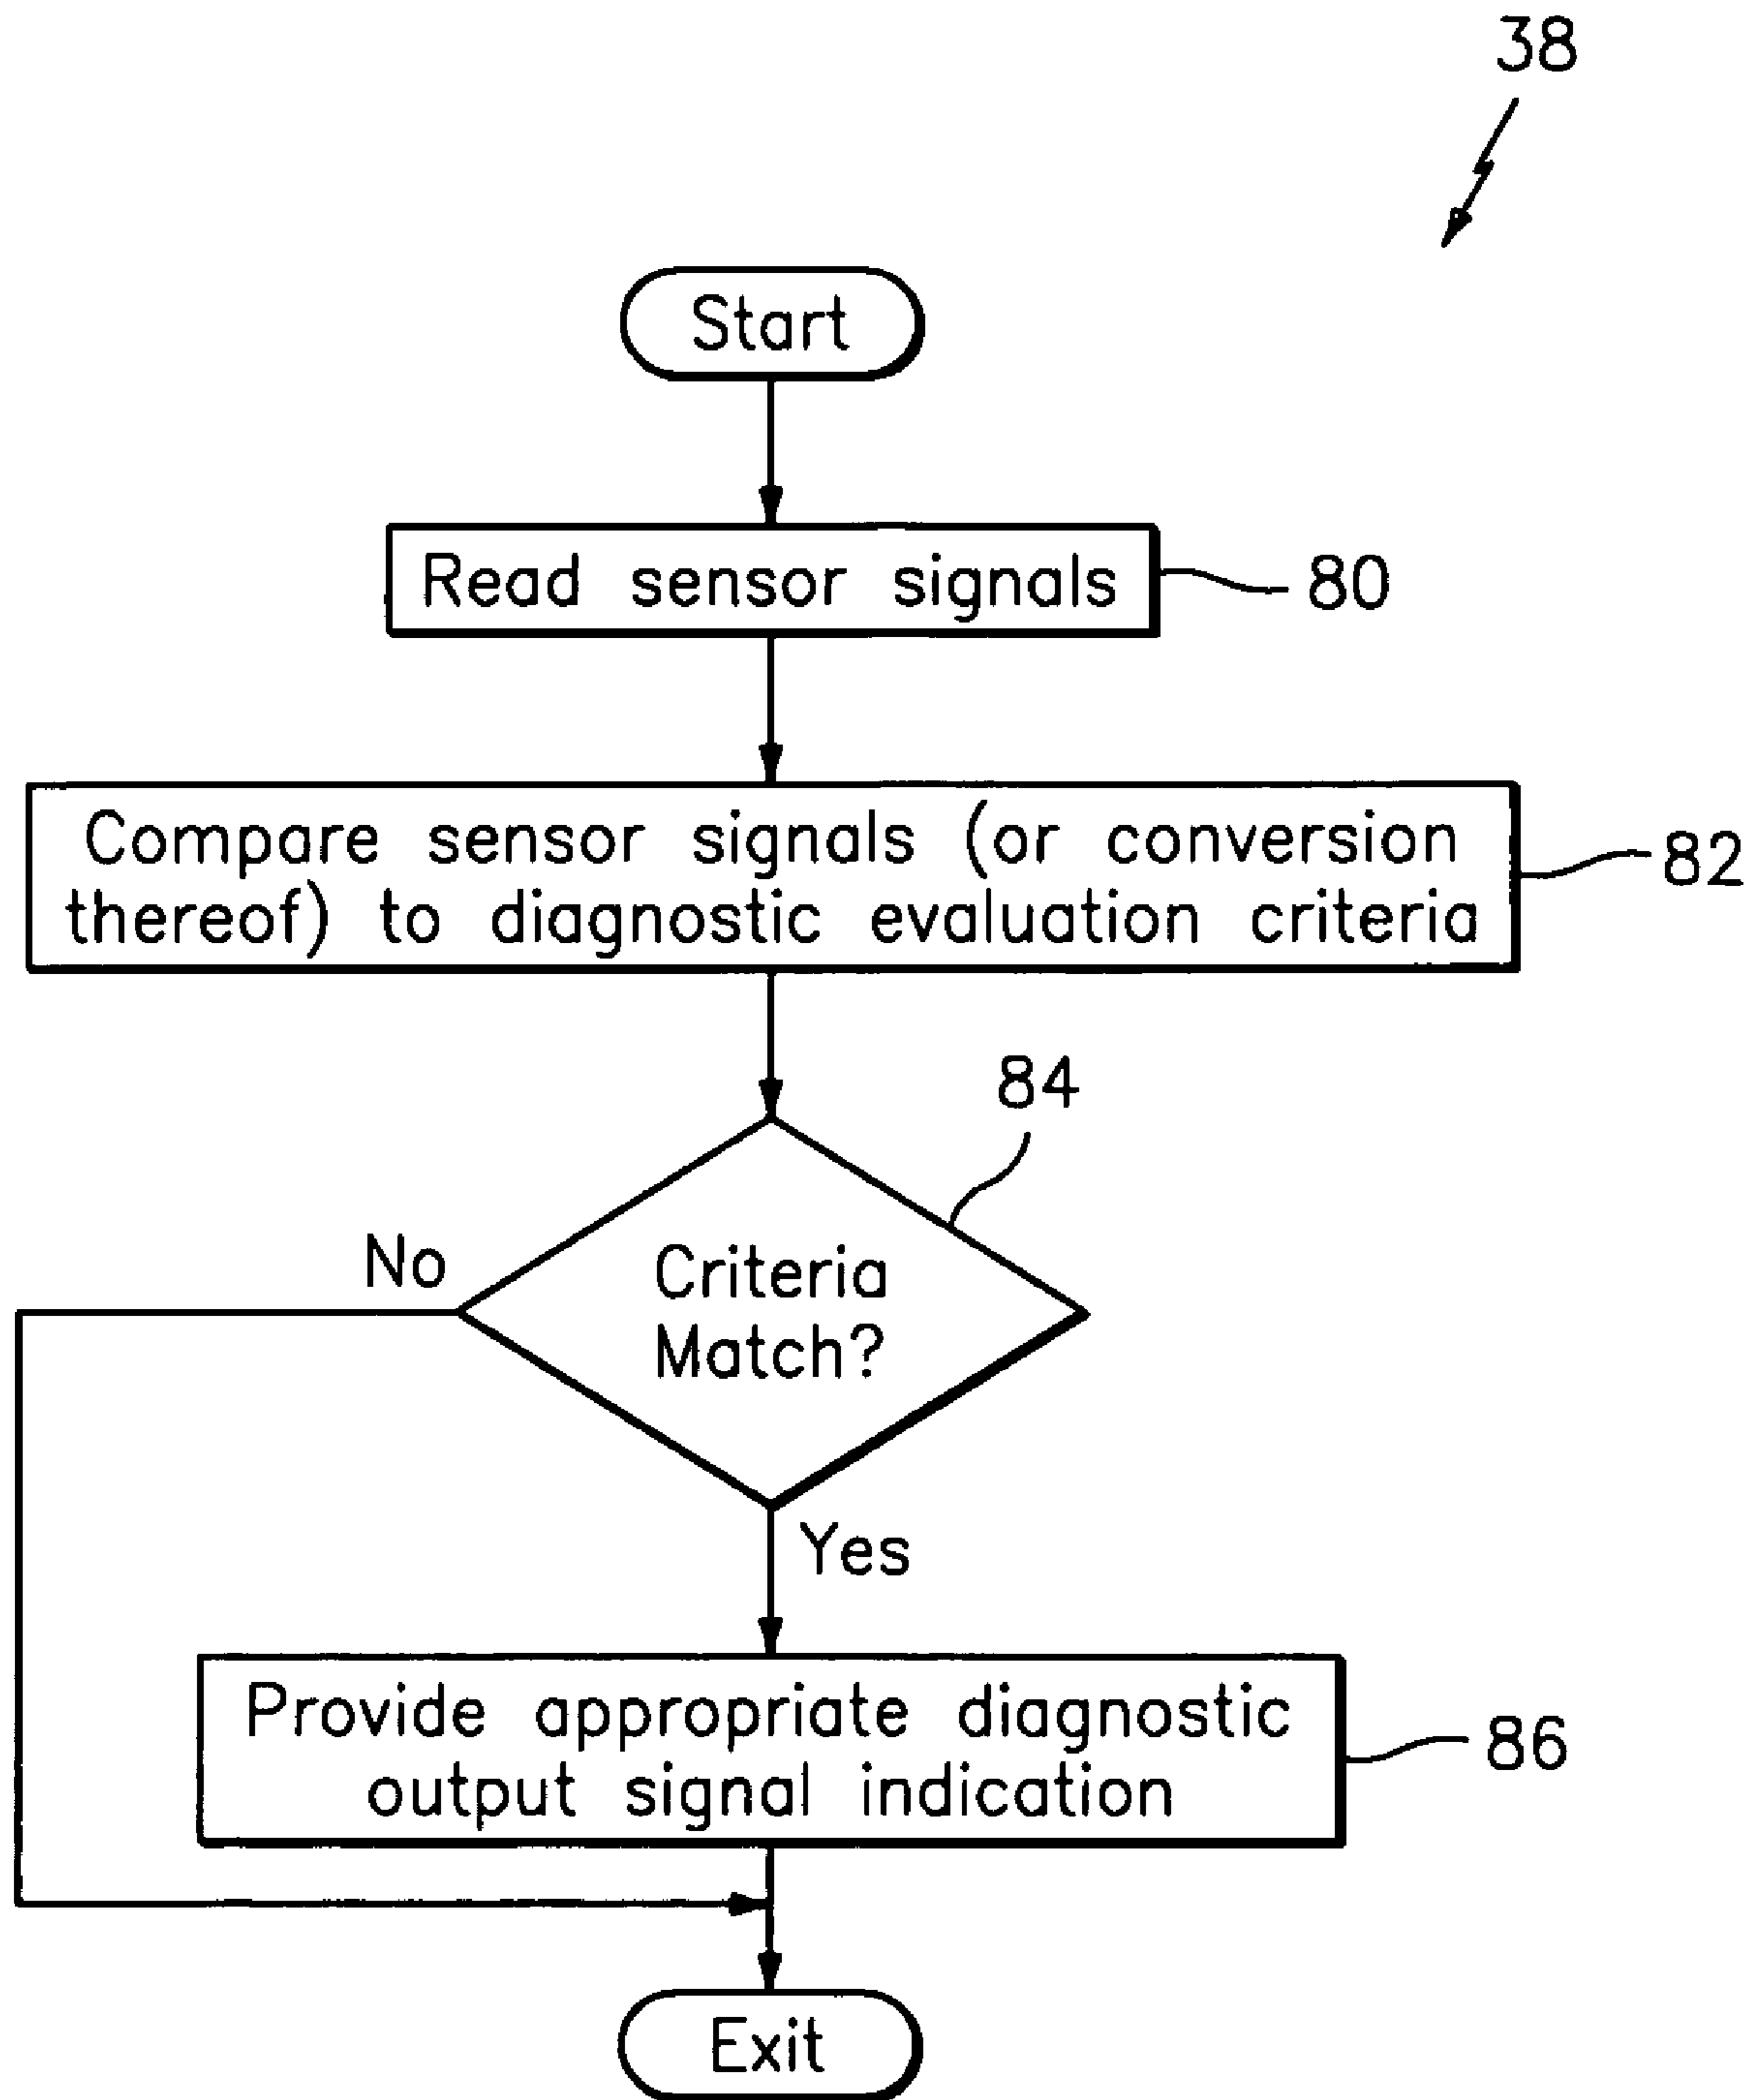 38
Start
Read sensor signals
80
Compare sensor signals (or conversion
thereof) to diagnostic evaluation criteria
82
84
No
Criteria
Match?
Yes
Provide appropriate diagnostic
output signal indication
86
Exit